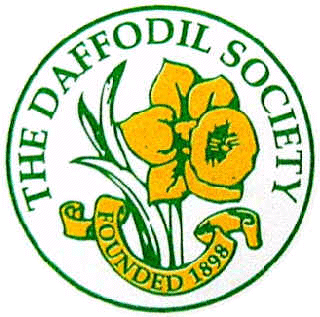 THE DAFFODIL SOCIETY
FOUNDED 1898